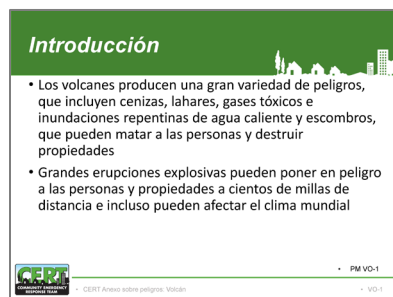 Introducción
• Los volcanes producen una gran variedad de peligros,
que incluyen cenizas, lahares, gases tóxicos e
inundaciones repentinas de agua caliente y escombros,
que pueden matar a las personas y destruir
propiedades
• Grandes erupciones explosivas pueden poner en peligro
a las personas y propiedades a cientos de millas de
distancia e incluso pueden afectar el clima mundial
• PM VO-1
CERT
COMMUNITY EMERGENCY
RESPONSE TEAM
• CERT Anexo sobre peligros: Volcán
• VO-1